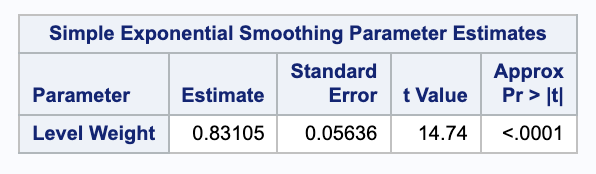 Simple Exponential Smoothing Parameter Estimates
Parameter Estimate Standard Error t Value Approx Pr > |t|
Level Weight 0.83105 0.05636 14.74 <.0001